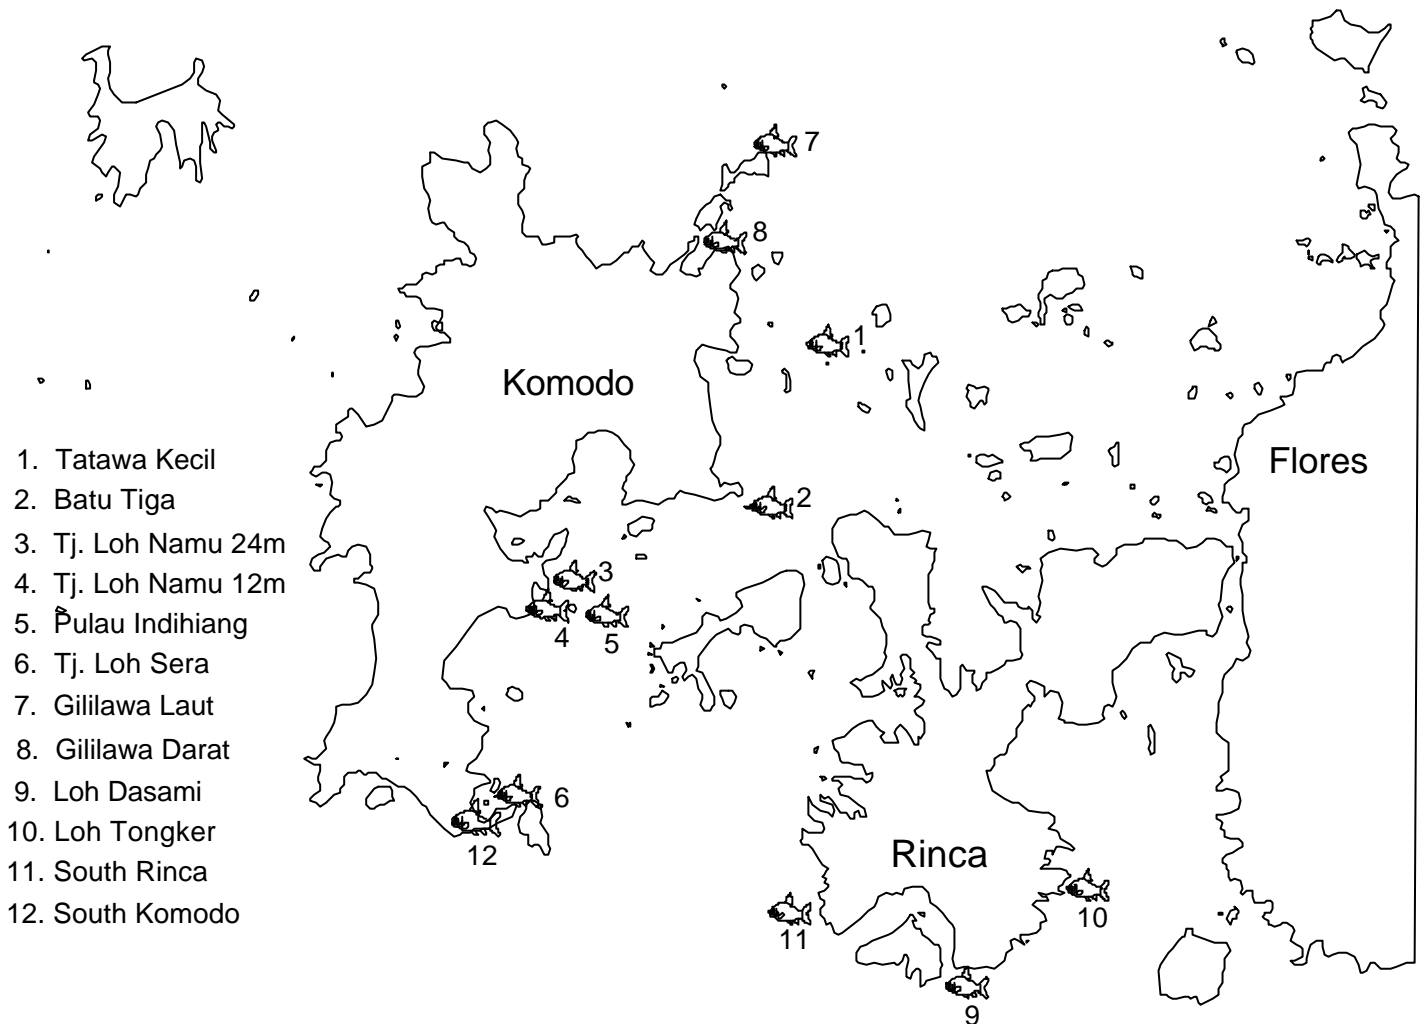 7
8
1
Komodo
Flores
1. Tatawa Kecil
2. Batu Tiga
3. Tj. Loh Namu 24m
4. Tj. Loh Namu 12m
5. Pulau Indihiang
6. Tj. Loh Sera
7. Gililawa Laut
8. Gililawa Darat
9. Loh Dasami
10. Loh Tongker
11. South Rinca
12. South Komodo
2
3
4
5
6
12
Rinca
10
11
9